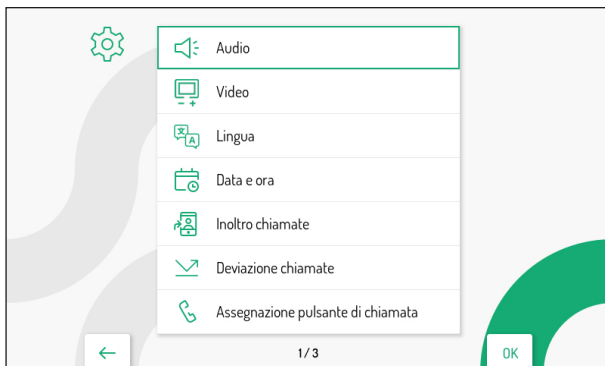 Audio
Video
Lingua
Data e ora
Inoltro chiamate
Deviazione chiamate
Assegnazione pulsante di chiamata
1/3
OK